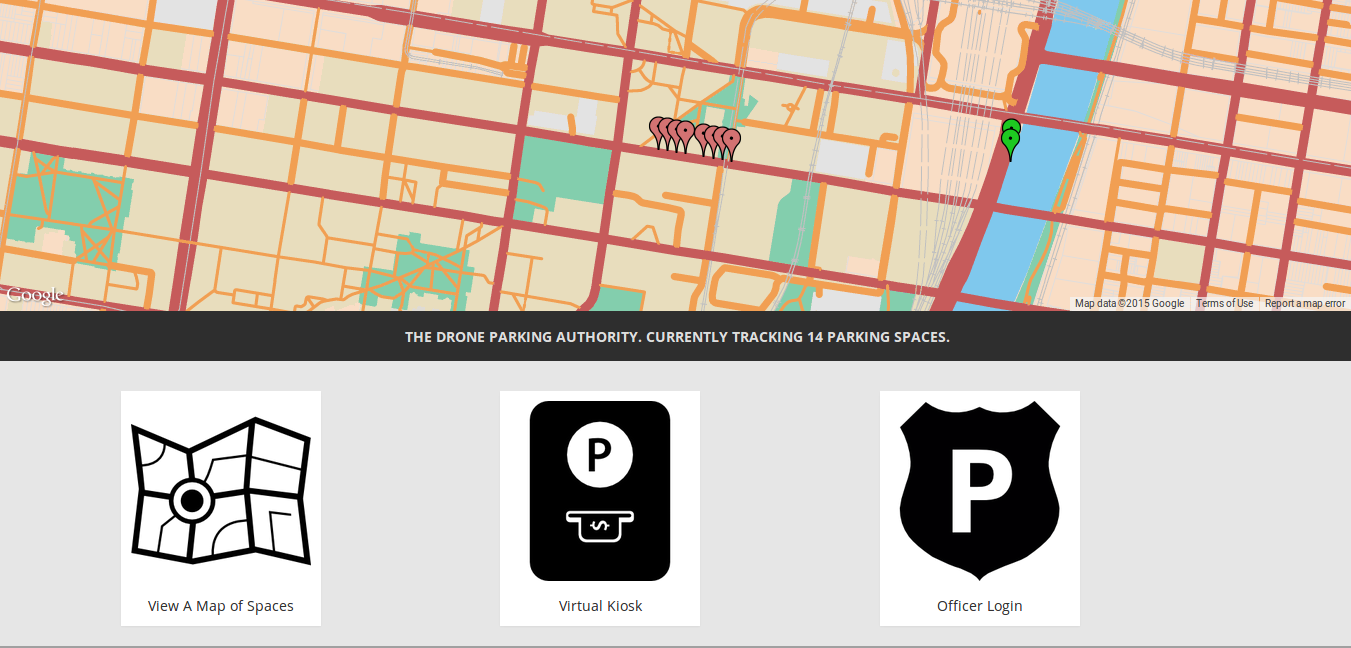 Google
Map data ©2015 Google
Terms of Use
Report a map error
THE DRONE PARKING AUTHORITY. CURRENTLY TRACKING 14 PARKING SPACES.
P
$
P
View A Map of Spaces
Virtual Kiosk
Officer Login